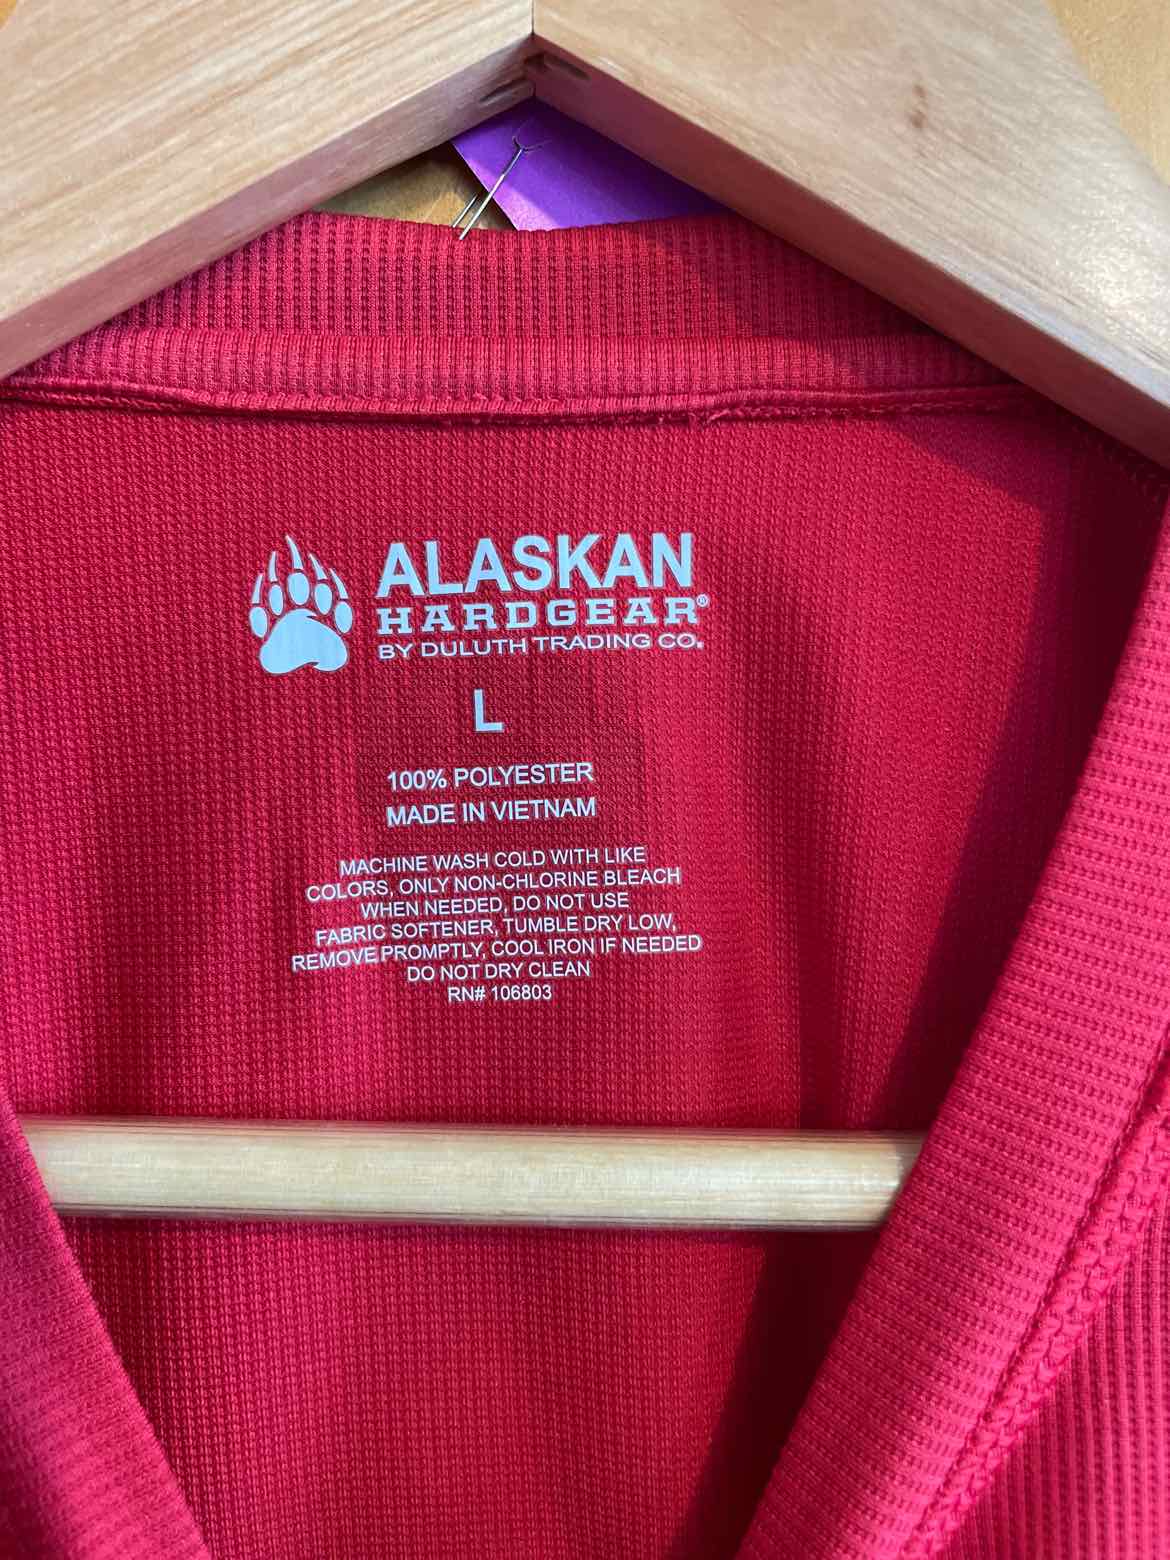 ALASKAN
HARDGEAR®
BY DULUTH TRADING CO.
L
100% POLYESTER
MADE IN VIETNAM
MACHINE WASH COLD WITH LIKE
COLORS, ONLY NON-CHLORINE BLEACH
WHEN NEEDED, DO NOT USE
FABRIC SOFTENER, TUMBLE DRY LOW,
REMOVE PROMPTLY, COOL IRON IF NEEDED
DO NOT DRY CLEAN
RN# 106803